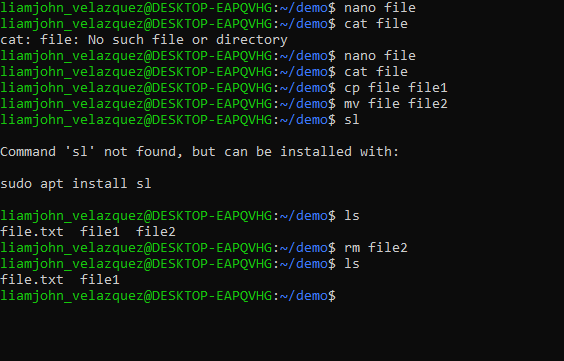 liamjohn_velazquez@DESKTOP-EAPQVHG:~/demo$ nano file
liamjohn_velazquez@DESKTOP-EAPQVHG:~/demo$ cat file
cat: file: No such file or directory
liamjohn_velazquez@DESKTOP-EAPQVHG:~/demo$ nano file
liamjohn_velazquez@DESKTOP-EAPQVHG:~/demo$ cat file
liamjohn_velazquez@DESKTOP-EAPQVHG:~/demo$ cp file file1
liamjohn_velazquez@DESKTOP-EAPQVHG:~/demo$ mv file file2
liamjohn_velazquez@DESKTOP-EAPQVHG:~/demo$ sl
Command 'sl' not found, but can be installed with:
sudo apt install sl
liamjohn_velazquez@DESKTOP-EAPQVHG:~/demo$ ls
file.txt  file1  file2
liamjohn_velazquez@DESKTOP-EAPQVHG:~/demo$ rm file2
liamjohn_velazquez@DESKTOP-EAPQVHG:~/demo$ ls
file.txt  file1
liamjohn_velazquez@DESKTOP-EAPQVHG:~/demo$